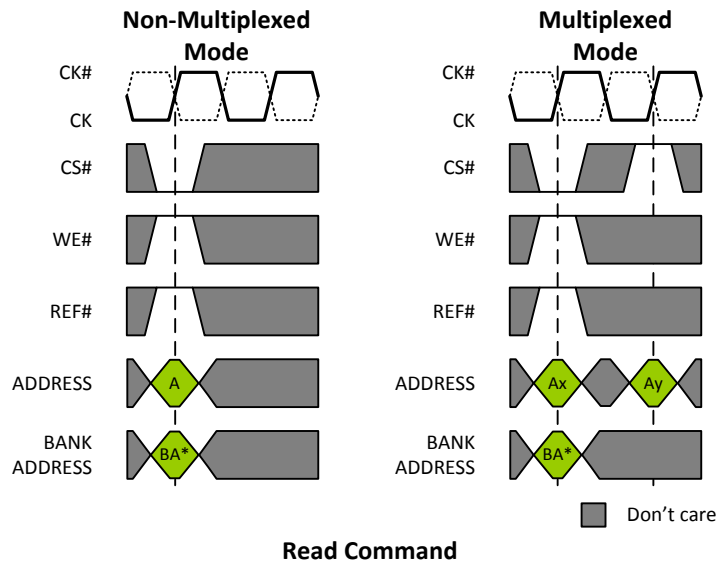 Non-Multiplexed
Mode
CK#
CK
CS#
WE#
REF#
ADDRESS
A
BANK
ADDRESS
BA*
Multiplexed
Mode
CK#
CK
CS#
WE#
REF#
ADDRESS
Ax
Ay
BANK
ADDRESS
BA*
Don't care
Read Command